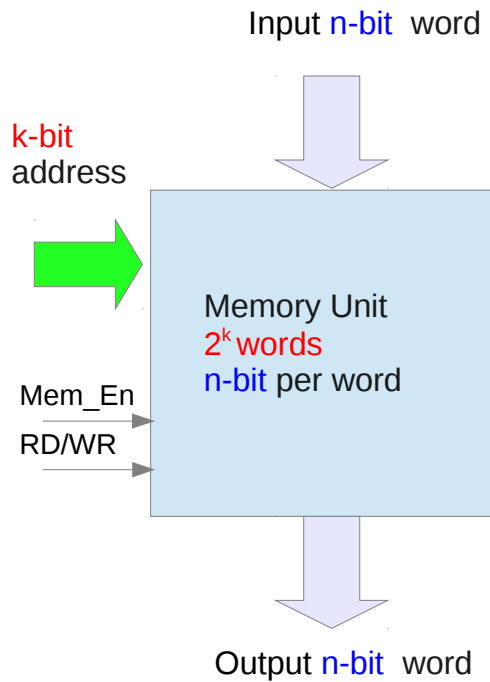 Input n-bit word
k-bit
address
Memory Unit
2ᵏ words
n-bit per word
Mem_En
RD/WR
Output n-bit word